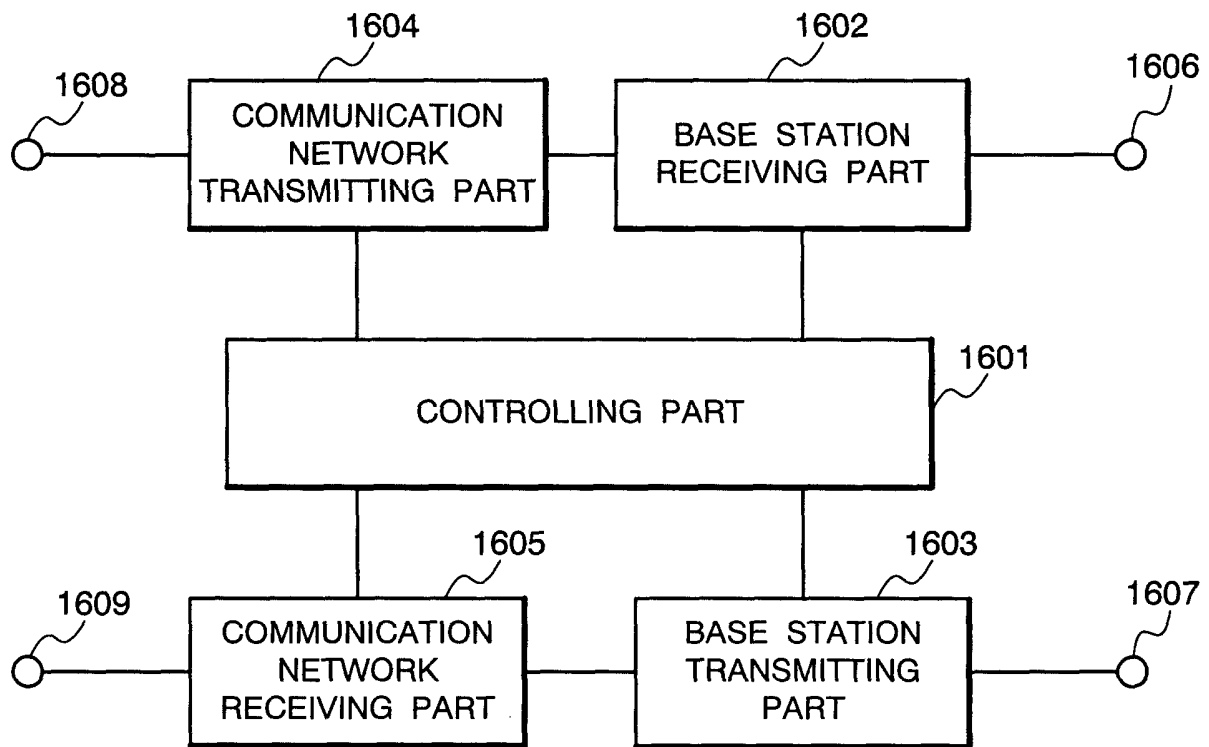 1604
1602
1608
1606
COMMUNICATION
NETWORK
TRANSMITTING PART
BASE STATION
RECEIVING PART
1601
CONTROLLING PART
1605
1603
1609
1607
COMMUNICATION
NETWORK
RECEIVING PART
BASE STATION
TRANSMITTING
PART